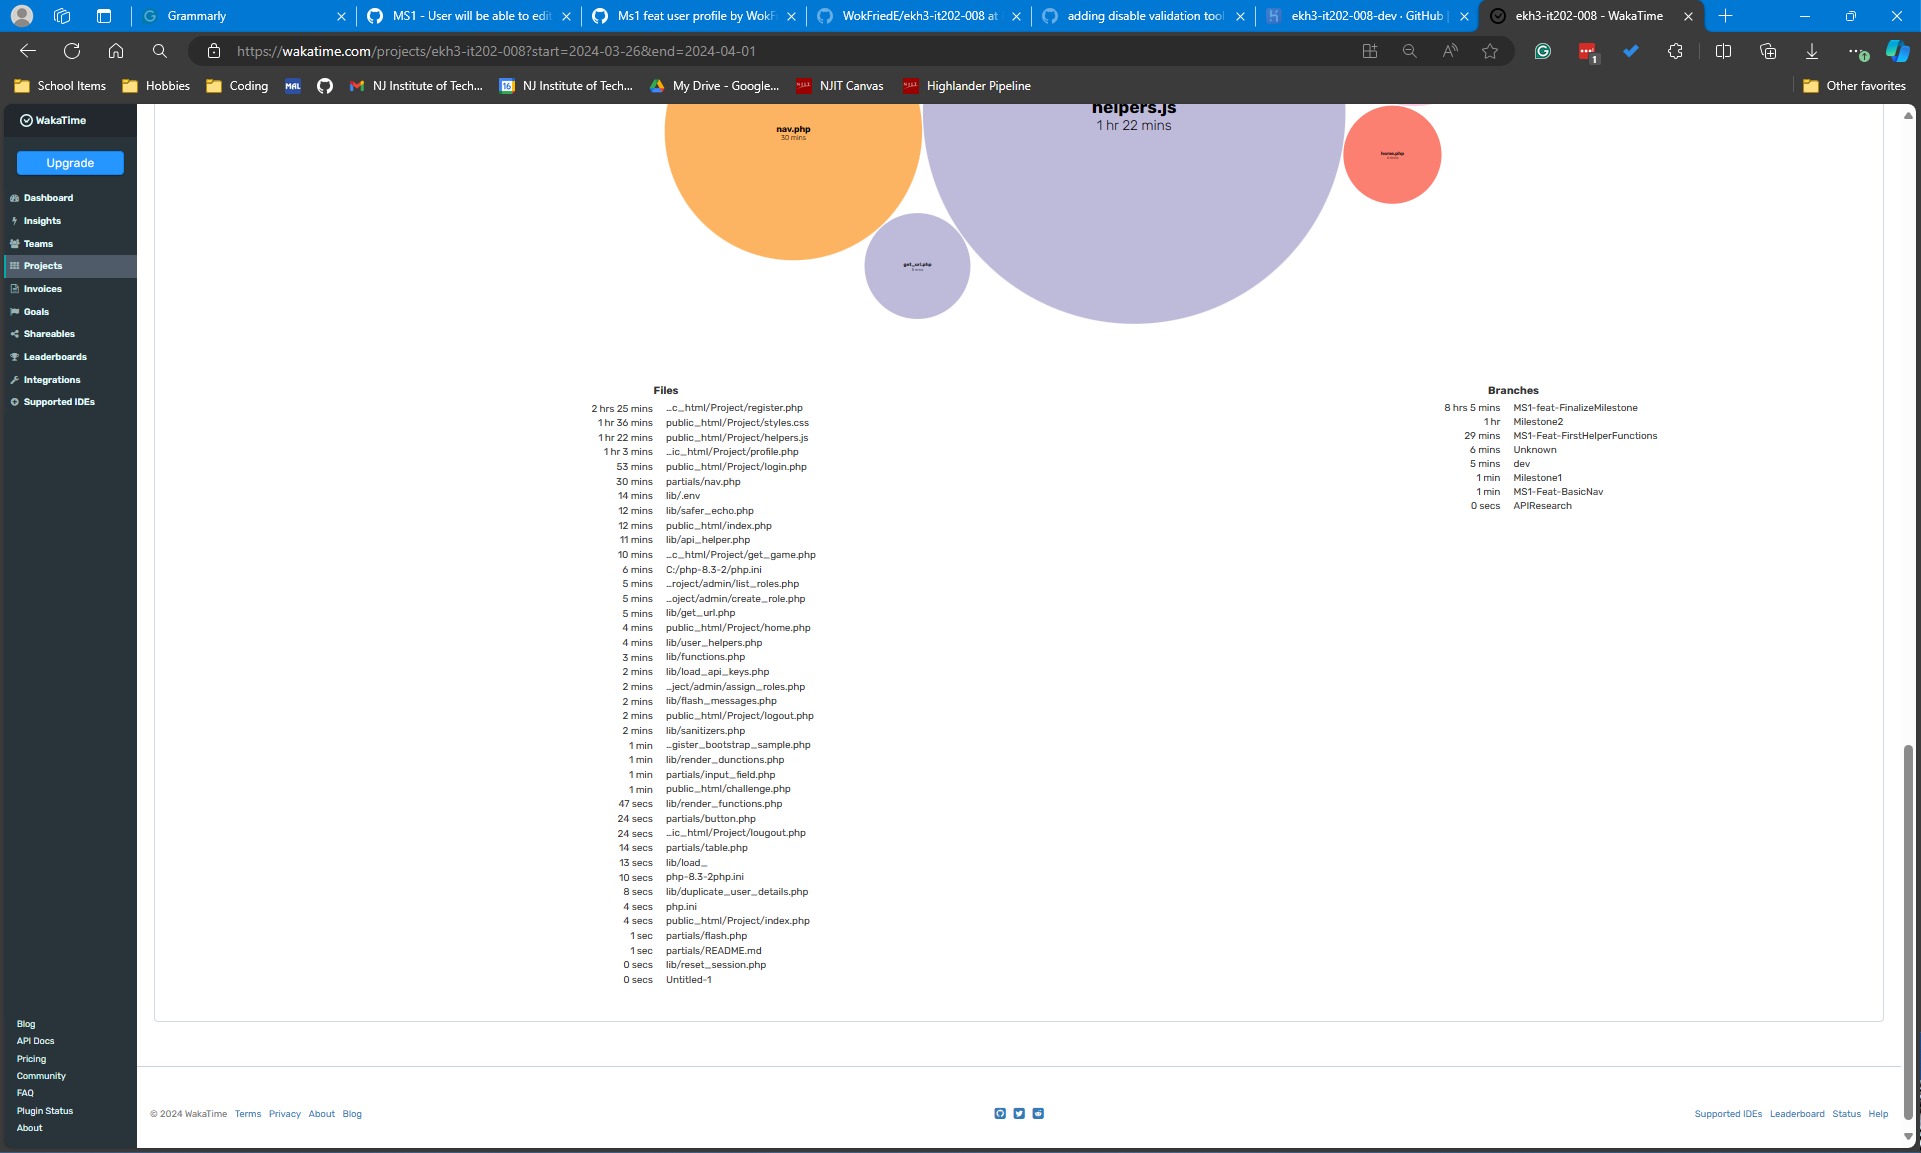 Grammarly
MS1 - User will be able to edit
Ms1 feat user profile by WokF
WokFriedE/ekh3-it202-008 at
adding disable validation tool
ekh3-it202-008-dev · GitHub
ekh3-it202-008 - WakaTime
https://wakatime.com/projects/ekh3-it202-008?start=2024-03-26&end=2024-04-01
1
School Items
Hobbies
Coding
MAL
NJ Institute of Tech...
16
NJ Institute of Tech...
My Drive - Google...
NJIT Canvas
Highlander Pipeline
Other favorites
WakaTime
Upgrade
Dashboard
Insights
Teams
Projects
Invoices
Goals
Shareables
Leaderboards
Integrations
Supported IDEs
Blog
API Docs
Pricing
Community
FAQ
Plugin Status
About
helpers.js
1 hr 22 mins
nav.php
30 mins
home.php
4 mins
get_url.php
5 mins
Files
2 hrs 25 mins …c_html/Project/register.php
1 hr 36 mins public_html/Project/styles.css
1 hr 22 mins public_html/Project/helpers.js
1 hr 3 mins …ic_html/Project/profile.php
53 mins public_html/Project/login.php
30 mins partials/nav.php
14 mins lib/.env
12 mins lib/safer_echo.php
12 mins public_html/index.php
11 mins lib/api_helper.php
10 mins …c_html/Project/get_game.php
6 mins C:/php-8.3-2/php.ini
5 mins …roject/admin/list_roles.php
5 mins …oject/admin/create_role.php
5 mins lib/get_url.php
4 mins public_html/Project/home.php
4 mins lib/user_helpers.php
3 mins lib/functions.php
2 mins lib/load_api_keys.php
2 mins …ject/admin/assign_roles.php
2 mins lib/flash_messages.php
2 mins public_html/Project/logout.php
2 mins lib/sanitizers.php
1 min …gister_bootstrap_sample.php
1 min lib/render_dunctions.php
1 min partials/input_field.php
1 min public_html/challenge.php
47 secs lib/render_functions.php
24 secs partials/button.php
24 secs …ic_html/Project/lougout.php
14 secs partials/table.php
13 secs lib/load_
10 secs php-8.3-2php.ini
8 secs lib/duplicate_user_details.php
4 secs php.ini
4 secs public_html/Project/index.php
1 sec partials/flash.php
1 sec partials/README.md
0 secs lib/reset_session.php
0 secs Untitled-1
Branches
8 hrs 5 mins MS1-feat-FinalizeMilestone
1 hr Milestone2
29 mins MS1-Feat-FirstHelperFunctions
6 mins Unknown
5 mins dev
1 min Milestone1
1 min MS1-Feat-BasicNav
0 secs APIResearch
© 2024 WakaTime Terms Privacy About Blog
Supported IDEs Leaderboard Status Help